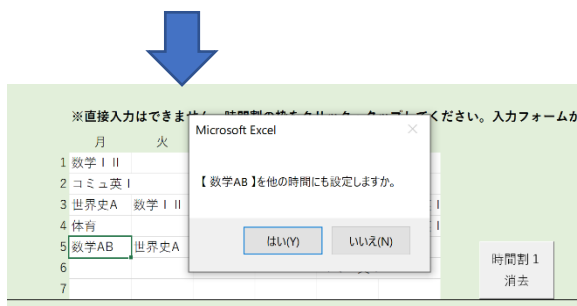 ※直接入力はできません。時間割の枠をクリック、タップしてください。入力フォームが
月 火
Microsoft Excel
1 数学ⅠⅡ
2 コミュ英Ⅰ
【 数学AB 】を他の時間にも設定しますか。
3 世界史A 数学ⅠⅡ
4 体育
5 数学AB 世界史A
はい(Y) いいえ(N)
6
7
時間割1
消去